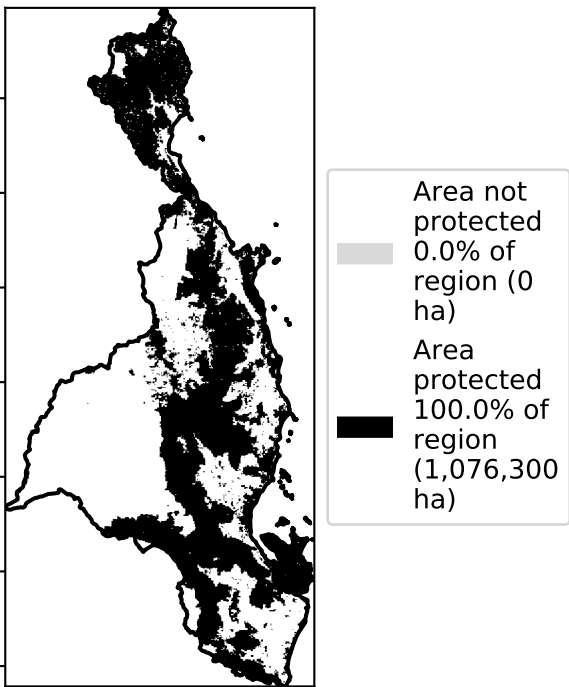 Area not
protected
0.0% of
region (0
ha)
Area
protected
100.0% of
region
(1,076,300
ha)